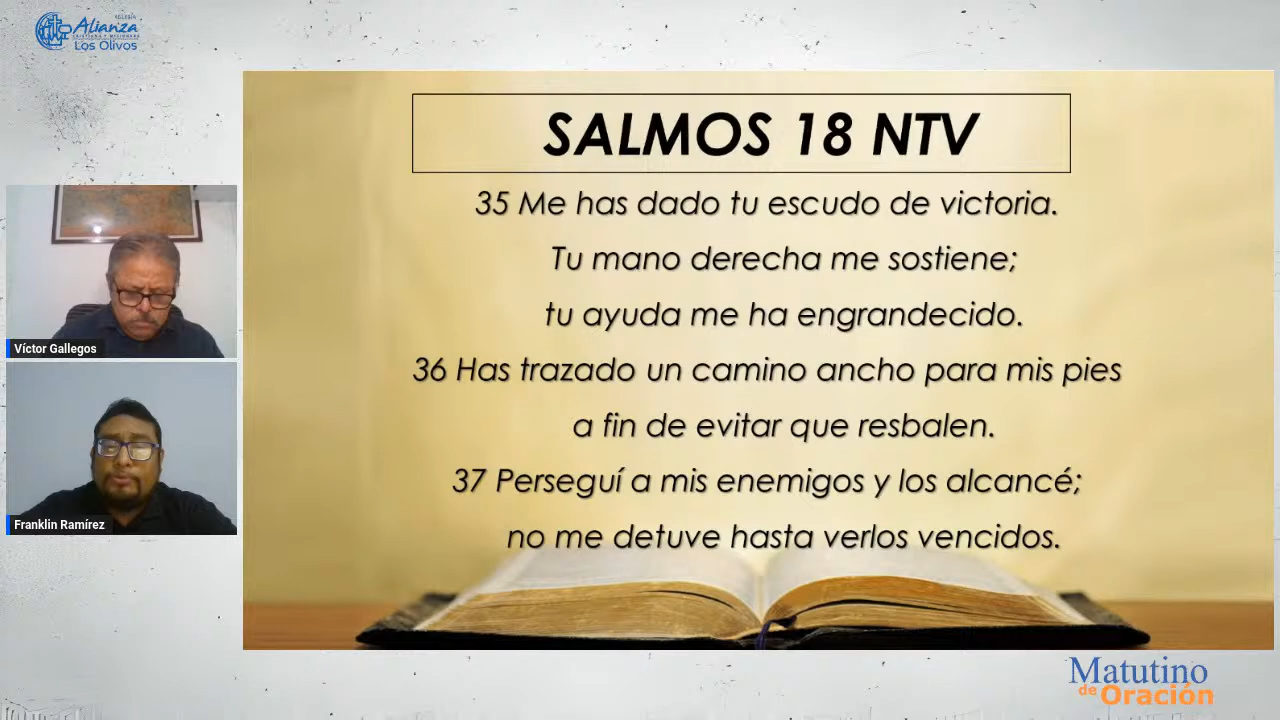 IGLESIA
Alianza
CRISTIANA Y MISIONERA
Los Olivos
SALMOS 18 NTV
35 Me has dado tu escudo de victoria.
Tu mano derecha me sostiene;
tu ayuda me ha engrandecido.
36 Has trazado un camino ancho para mis pies
a fin de evitar que resbalen.
37 Perseguí a mis enemigos y los alcancé;
no me detuve hasta verlos vencidos.
Víctor Gallegos
Franklin Ramírez
Matutino
de Oración